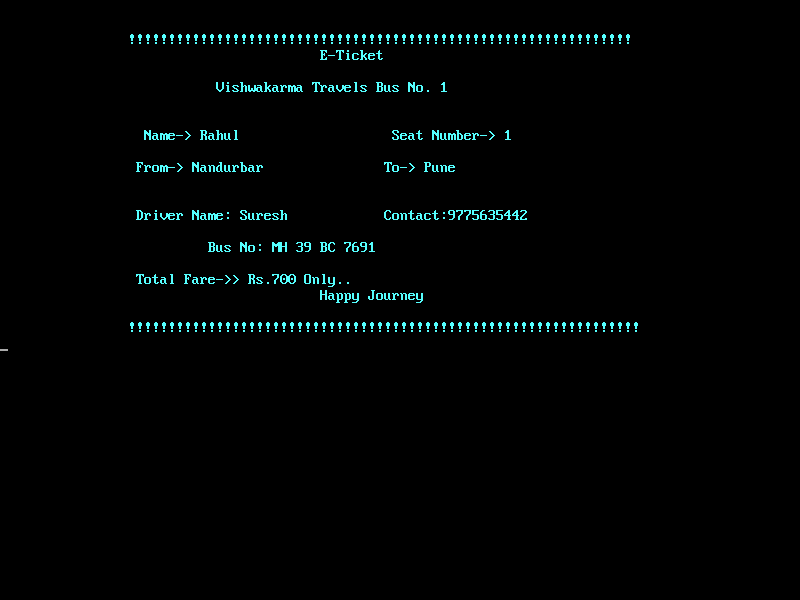 !!!!!!!!!!!!!!!!!!!!!!!!!!!!!!!!!!!!!!!!!!!!!!!!!!!!!!!!!!!!!!!
E-Ticket
Vishwakarma Travels Bus No. 1
Name-> Rahul Seat Number-> 1
From-> Nandurbar To-> Pune
Driver Name: Suresh Contact:9775635442
Bus No: MH 39 BC 7691
Total Fare->> Rs.700 Only..
Happy Journey
!!!!!!!!!!!!!!!!!!!!!!!!!!!!!!!!!!!!!!!!!!!!!!!!!!!!!!!!!!!!!!!!